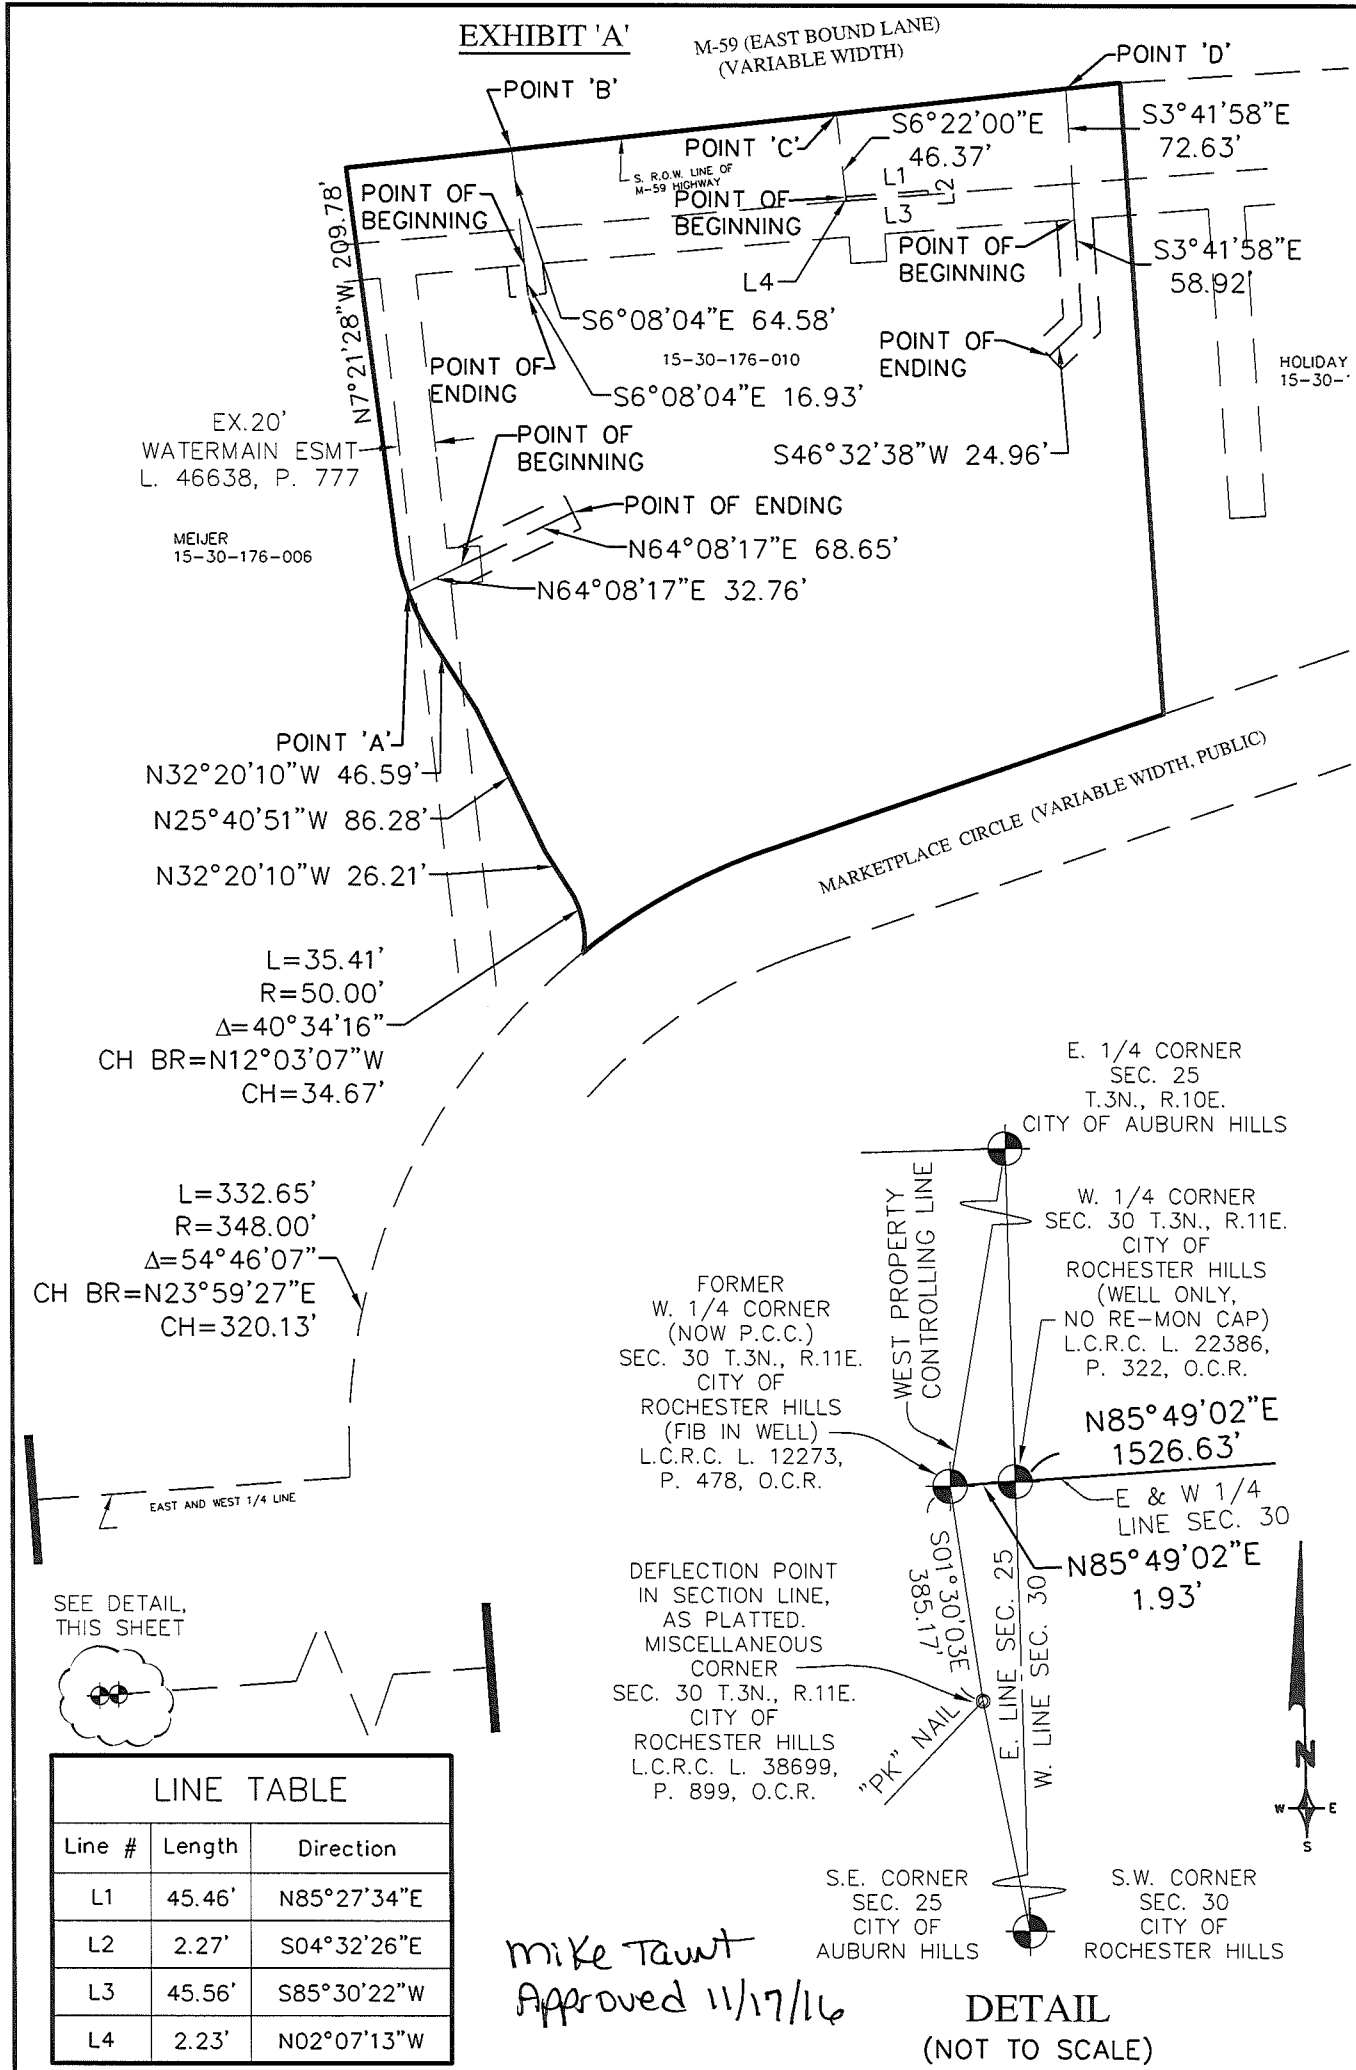 EXHIBIT 'A'
M-59 (EAST BOUND LANE)
(VARIABLE WIDTH)
POINT 'B'
POINT 'D'
POINT 'C'
S6°22'00"E
46.37'
S3°41'58"E
72.63'
S. R.O.W. LINE OF
M-59 HIGHWAY
POINT OF
BEGINNING
POINT OF
BEGINNING
L1
L2
L3
L4
POINT OF
BEGINNING
S3°41'58"E
58.92'
N7°21'28"W 209.78'
S6°08'04"E 64.58'
15-30-176-010
POINT OF
ENDING
S6°08'04"E 16.93'
POINT OF
ENDING
HOLIDAY
15-30-
EX.20'
WATERMAIN ESMT
L. 46638, P. 777
POINT OF
BEGINNING
S46°32'38"W 24.96'
MEIJER
15-30-176-006
POINT OF ENDING
N64°08'17"E 68.65'
N64°08'17"E 32.76'
POINT 'A'
N32°20'10"W 46.59'
N25°40'51"W 86.28'
N32°20'10"W 26.21'
MARKETPLACE CIRCLE (VARIABLE WIDTH, PUBLIC)
L=35.41'
R=50.00'
Δ=40°34'16"
CH BR=N12°03'07"W
CH=34.67'
L=332.65'
R=348.00'
Δ=54°46'07"
CH BR=N23°59'27"E
CH=320.13'
EAST AND WEST 1/4 LINE
SEE DETAIL,
THIS SHEET
E. 1/4 CORNER
SEC. 25
T.3N., R.10E.
CITY OF AUBURN HILLS
WEST PROPERTY
CONTROLLING LINE
W. 1/4 CORNER
SEC. 30 T.3N., R.11E.
CITY OF
ROCHESTER HILLS
(WELL ONLY,
NO RE-MON CAP)
L.C.R.C. L. 22386,
P. 322, O.C.R.
FORMER
W. 1/4 CORNER
(NOW P.C.C.)
SEC. 30 T.3N., R.11E.
CITY OF
ROCHESTER HILLS
(FIB IN WELL)
L.C.R.C. L. 12273,
P. 478, O.C.R.
N85°49'02"E
1526.63'
E & W 1/4
LINE SEC. 30
N85°49'02"E
1.93'
S01°30'03E
385.17'
E. LINE SEC. 25
W. LINE SEC. 30
DEFLECTION POINT
IN SECTION LINE,
AS PLATTED.
MISCELLANEOUS
CORNER
SEC. 30 T.3N., R.11E.
CITY OF
ROCHESTER HILLS
L.C.R.C. L. 38699,
P. 899, O.C.R.
"PK" NAIL
N
W E
S
S.E. CORNER
SEC. 25
CITY OF
AUBURN HILLS
S.W. CORNER
SEC. 30
CITY OF
ROCHESTER HILLS
DETAIL
(NOT TO SCALE)
LINE TABLE
Line # Length Direction
L1 45.46' N85°27'34"E
L2 2.27' S04°32'26"E
L3 45.56' S85°30'22"W
L4 2.23' N02°07'13"W
Mike Taunt
Approved 11/17/16